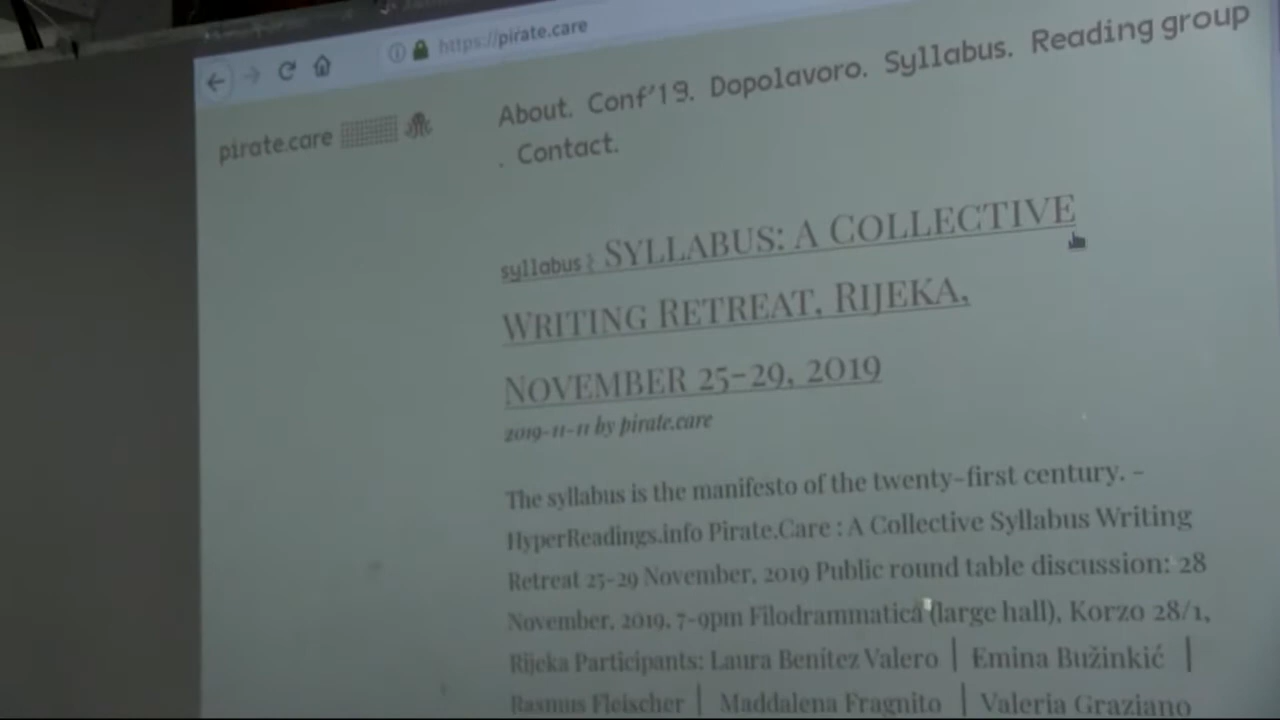 https://pirate.care
About. Conf'19. Dopolavoro. Syllabus. Reading group
. Contact.
pirate.care
syllabus } SYLLABUS: A COLLECTIVE
WRITING RETREAT, RIJEKA,
NOVEMBER 25-29, 2019
2019-11-11 by pirate.care
The syllabus is the manifesto of the twenty-first century. -
HyperReadings.info Pirate.Care : A Collective Syllabus Writing
Retreat 25-29 November, 2019 Public round table discussion: 28
November, 2019, 7-9pm Filodrammatica (large hall), Korzo 28/1,
Rijeka Participants: Laura Benítez Valero | Emina Bužinkić |
Rasmus Fleischer | Maddalena Fragnito | Valeria Graziano